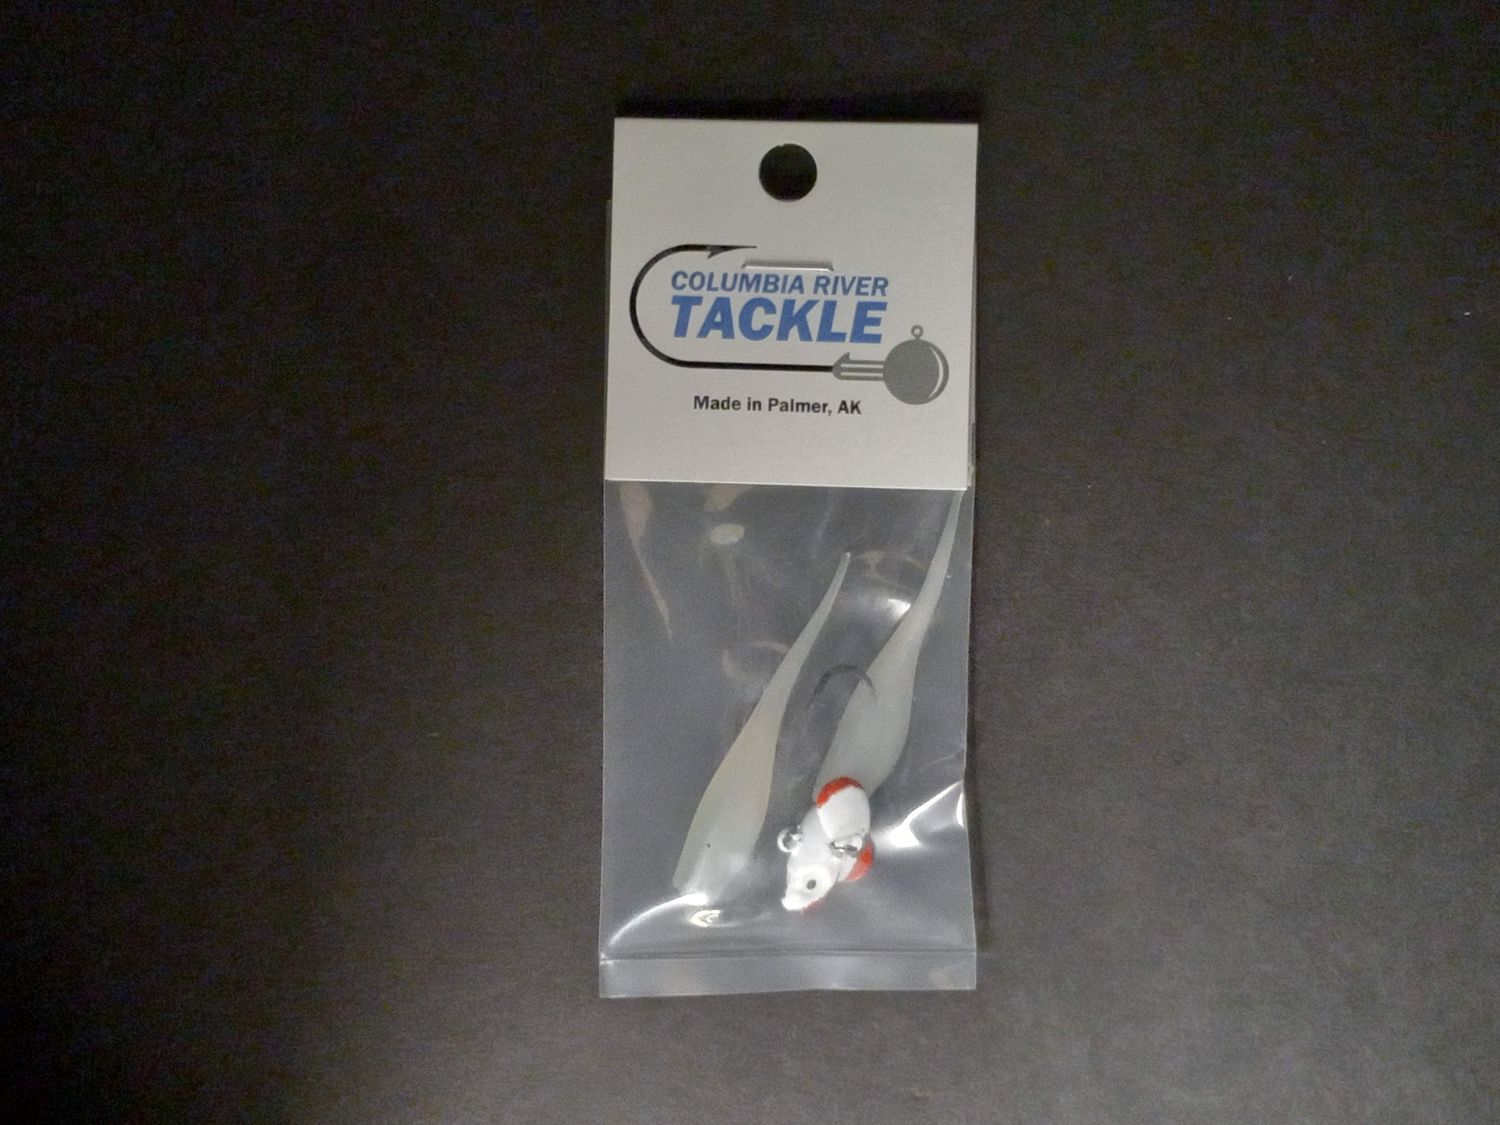 COLUMBIA RIVER
TACKLE
Made in Palmer, AK